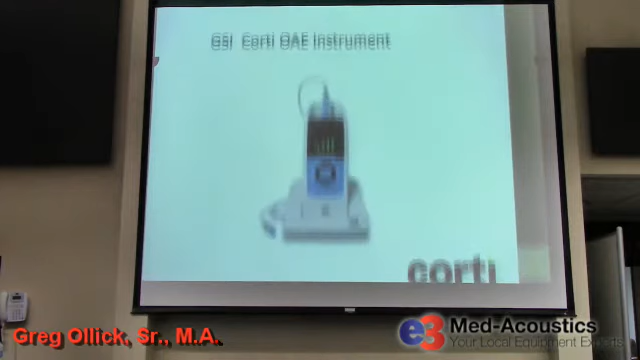 GSI Corti OAE Instrument
corti
Greg Ollick, Sr., M.A.
e3 Med-Acoustics
Your Local Equipment Experts